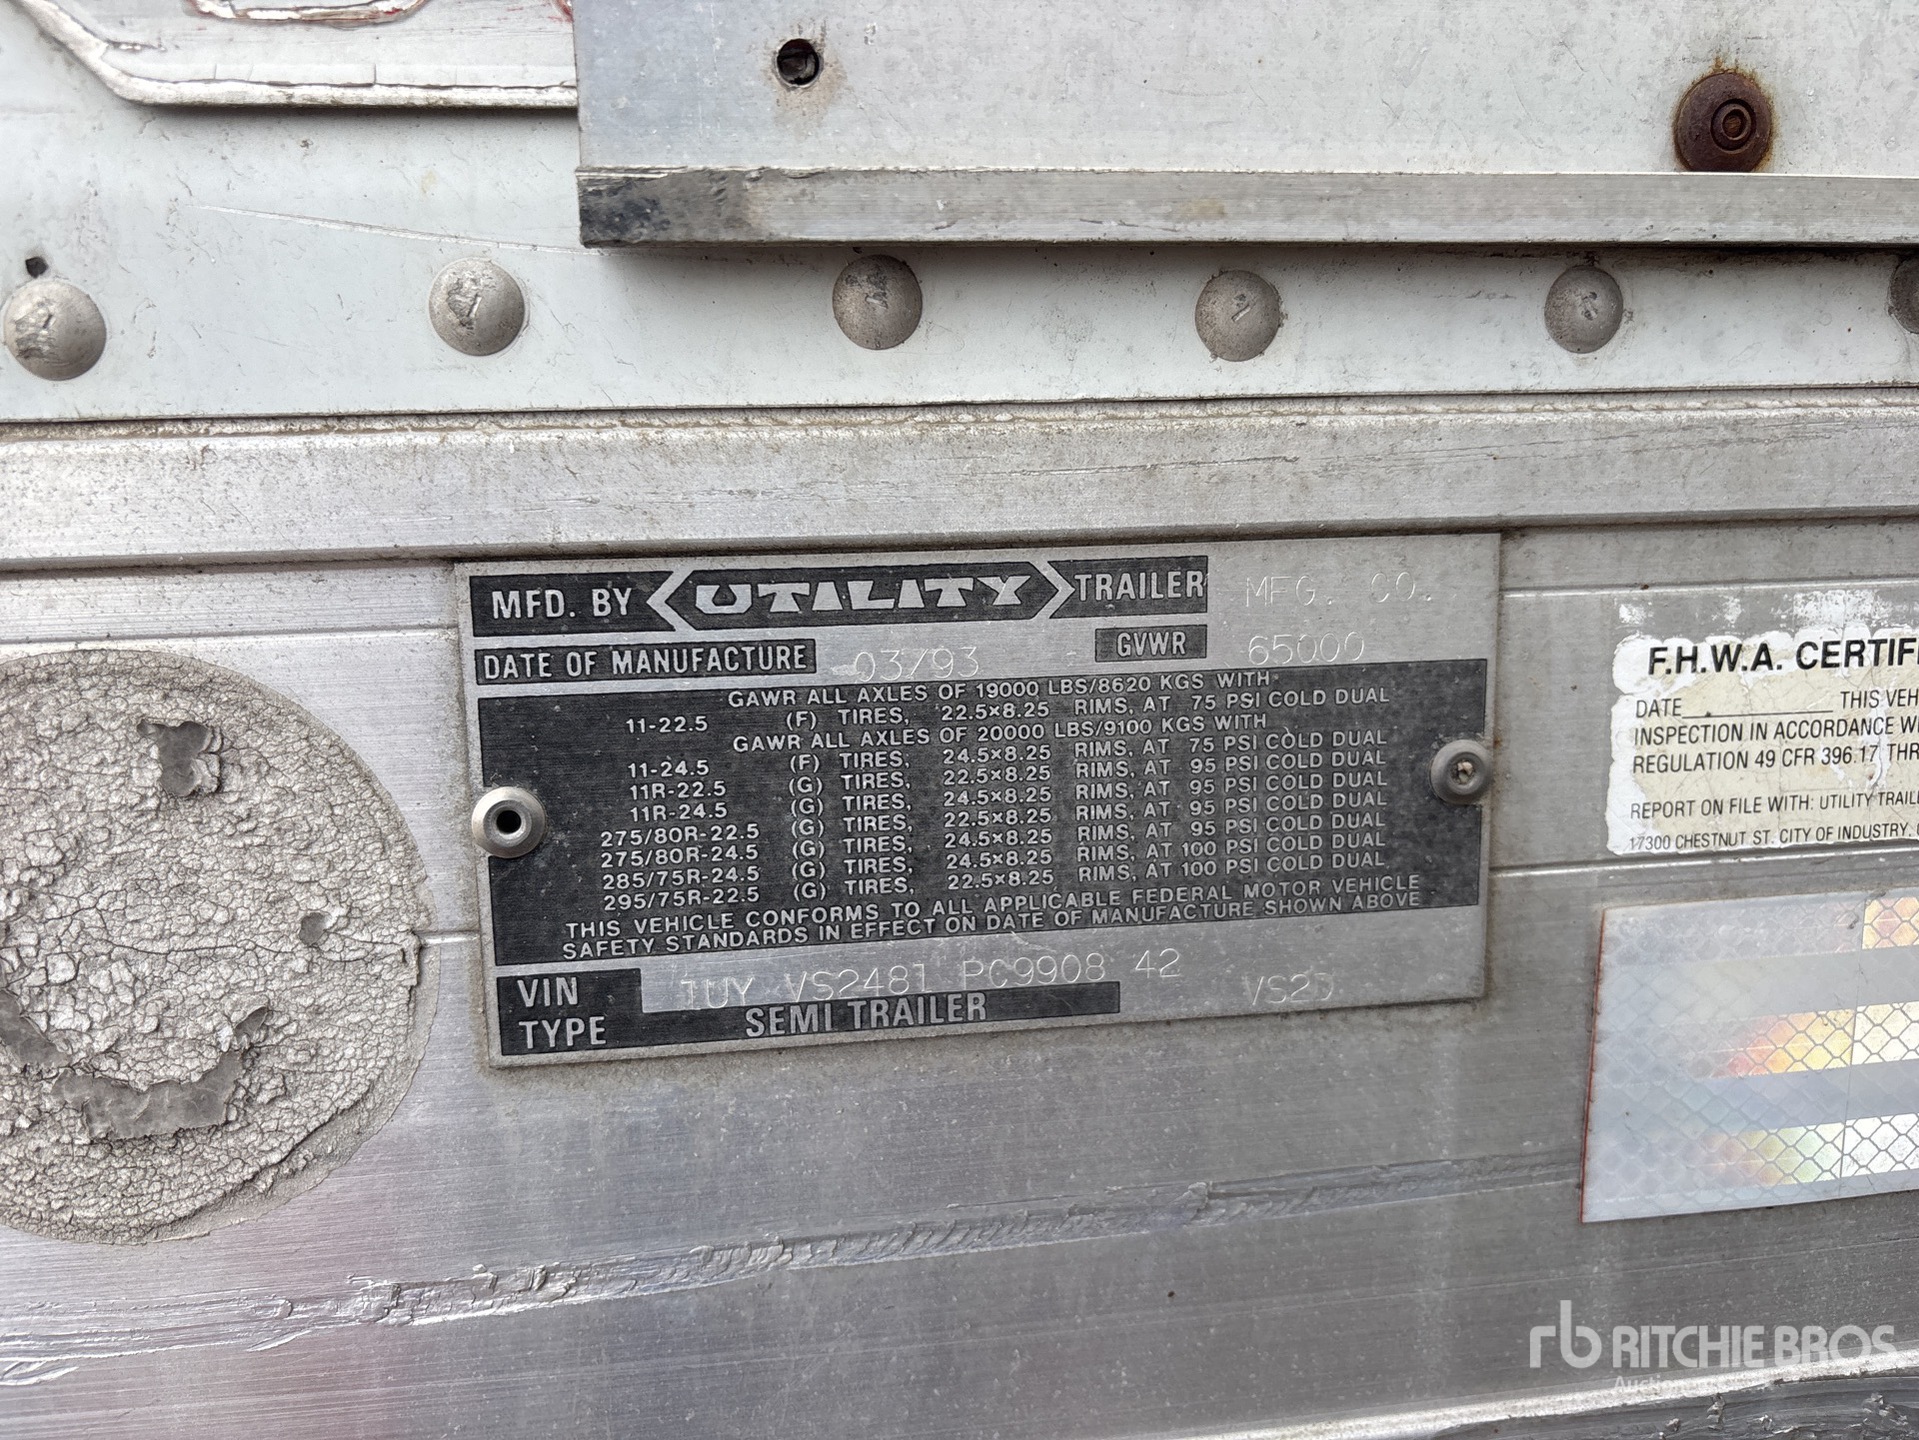 MFD. BY UTILITY TRAILER MFG. CO.
DATE OF MANUFACTURE 03/93 GVWR 65000
GAWR ALL AXLES OF 19000 LBS/8620 KGS WITH
11-22.5 (F) TIRES, 22.5×8.25 RIMS, AT 75 PSI COLD DUAL
GAWR ALL AXLES OF 20000 LBS/9100 KGS WITH
11-24.5 (F) TIRES, 24.5×8.25 RIMS, AT 75 PSI COLD DUAL
11R-22.5 (G) TIRES, 22.5×8.25 RIMS, AT 95 PSI COLD DUAL
11R-24.5 (G) TIRES, 24.5×8.25 RIMS, AT 95 PSI COLD DUAL
275/80R-22.5 (G) TIRES, 22.5×8.25 RIMS, AT 95 PSI COLD DUAL
275/80R-24.5 (G) TIRES, 24.5×8.25 RIMS, AT 95 PSI COLD DUAL
285/75R-24.5 (G) TIRES, 24.5×8.25 RIMS, AT 100 PSI COLD DUAL
295/75R-22.5 (G) TIRES, 22.5×8.25 RIMS, AT 100 PSI COLD DUAL
THIS VEHICLE CONFORMS TO ALL APPLICABLE FEDERAL MOTOR VEHICLE
SAFETY STANDARDS IN EFFECT ON DATE OF MANUFACTURE SHOWN ABOVE
VIN 1UY VS2481 PC9908 42
TYPE SEMI TRAILER
F.H.W.A. CERTIF
DATE THIS VEH
INSPECTION IN ACCORDANCE W
REGULATION 49 CFR 396.17 THR
REPORT ON FILE WITH: UTILITY TRAIL
17300 CHESTNUT ST. CITY OF INDUSTRY,
rb RITCHIE BROS